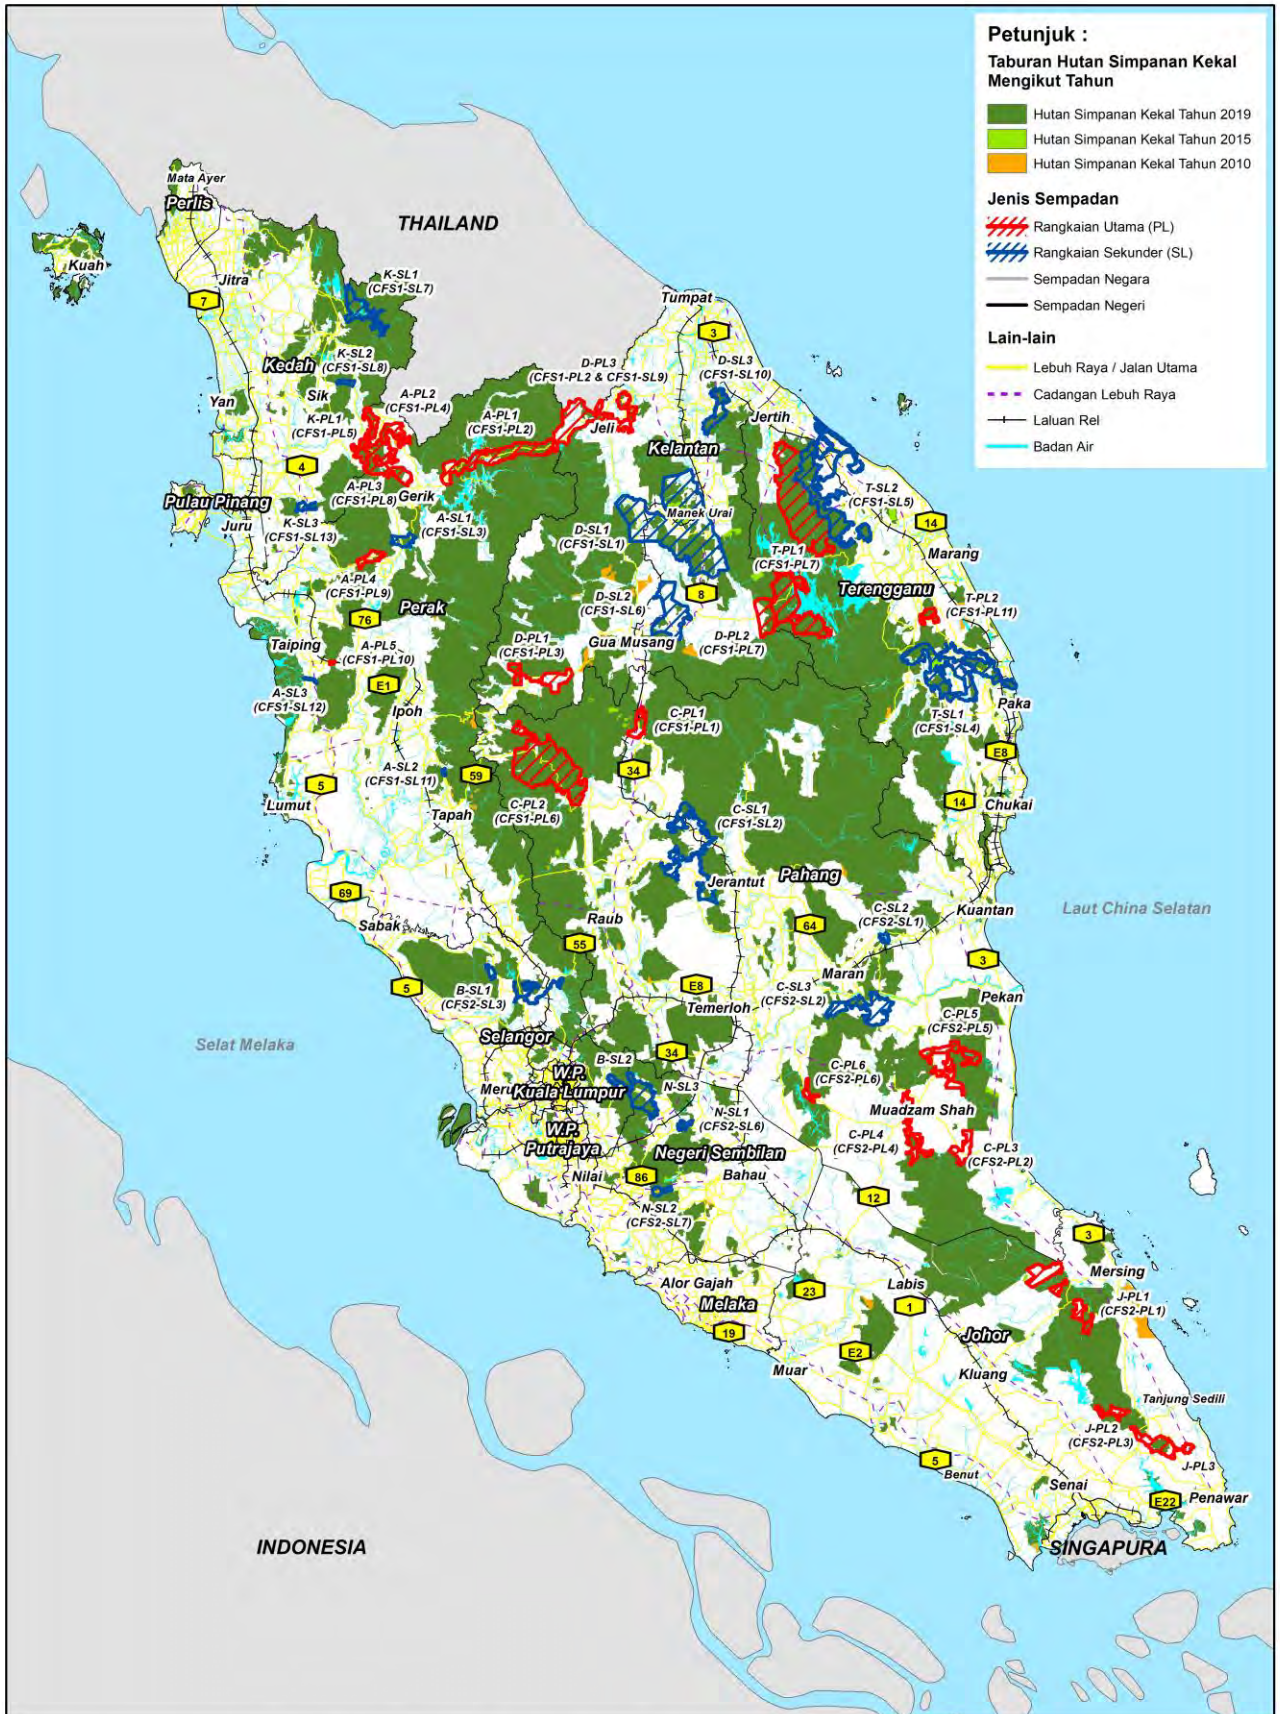 Petunjuk :
Taburan Hutan Simpanan Kekal
Mengikut Tahun
Hutan Simpanan Kekal Tahun 2019
Hutan Simpanan Kekal Tahun 2015
Hutan Simpanan Kekal Tahun 2010
Jenis Sempadan
Rangkaian Utama (PL)
Rangkaian Sekunder (SL)
Sempadan Negara
Sempadan Negeri
Lain-lain
Lebuh Raya / Jalan Utama
Cadangan Lebuh Raya
Laluan Rel
Badan Air
Mata Ayer
Perlis
THAILAND
Kuah
Jitra
K-SL1
(CFS1-SL7)
7
Tumpat
3
K-SL2
(CFS1-SL8)
Kedah
D-PL3
(CFS1-PL2 & CFS1-SL9)
D-SL3
(CFS1-SL10)
Yan
Sik
A-PL2
(CFS1-PL4)
K-PL1
(CFS1-PL5)
A-PL1
(CFS1-PL2)
Jeli
Jertih
Kelantan
4
A-PL3
(CFS1-PL8)
Gerik
Pulau Pinang
Juru
K-SL3
(CFS1-SL13)
A-SL1
(CFS1-SL3)
D-SL1
(CFS1-SL1)
Manek Urai
T-SL2
(CFS1-SL5)
14
Marang
T-PL1
(CFS1-PL7)
Terengganu
A-PL4
(CFS1-PL9)
Perak
D-SL2
(CFS1-SL6)
8
T-PL2
(CFS1-PL11)
76
Taiping
A-PL5
(CFS1-PL10)
D-PL1
(CFS1-PL3)
Gua Musang
D-PL2
(CFS1-PL7)
E1
A-SL3
(CFS1-SL12)
Ipoh
C-PL1
(CFS1-PL1)
T-SL1
(CFS1-SL4)
Paka
E8
5
A-SL2
(CFS1-SL11)
59
34
Lumut
Tapah
C-PL2
(CFS1-PL6)
C-SL1
(CFS1-SL2)
14
Chukai
69
Jerantut
Pahang
Sabak
Raub
55
64
C-SL2
(CFS2-SL1)
Kuantan
Laut China Selatan
3
5
B-SL1
(CFS2-SL3)
E8
Temerloh
Maran
C-SL3
(CFS2-SL2)
Pekan
Selat Melaka
Selangor
C-PL5
(CFS2-PL5)
B-SL2
34
C-PL6
(CFS2-PL6)
W.P.
Kuala Lumpur
Meru
N-SL3
N-SL1
(CFS2-SL6)
Muadzam Shah
W.P.
Putrajaya
Negeri Sembilan
C-PL4
(CFS2-PL4)
C-PL3
(CFS2-PL2)
Nilai
86
Bahau
12
N-SL2
(CFS2-SL7)
3
Mersing
Alor Gajah
Melaka
23
Labis
1
J-PL1
(CFS2-PL1)
19
Johor
E2
Muar
Kluang
Tanjung Sedili
J-PL2
(CFS2-PL3)
5
Benut
J-PL3
Senai
E22
Penawar
INDONESIA
SINGAPURA